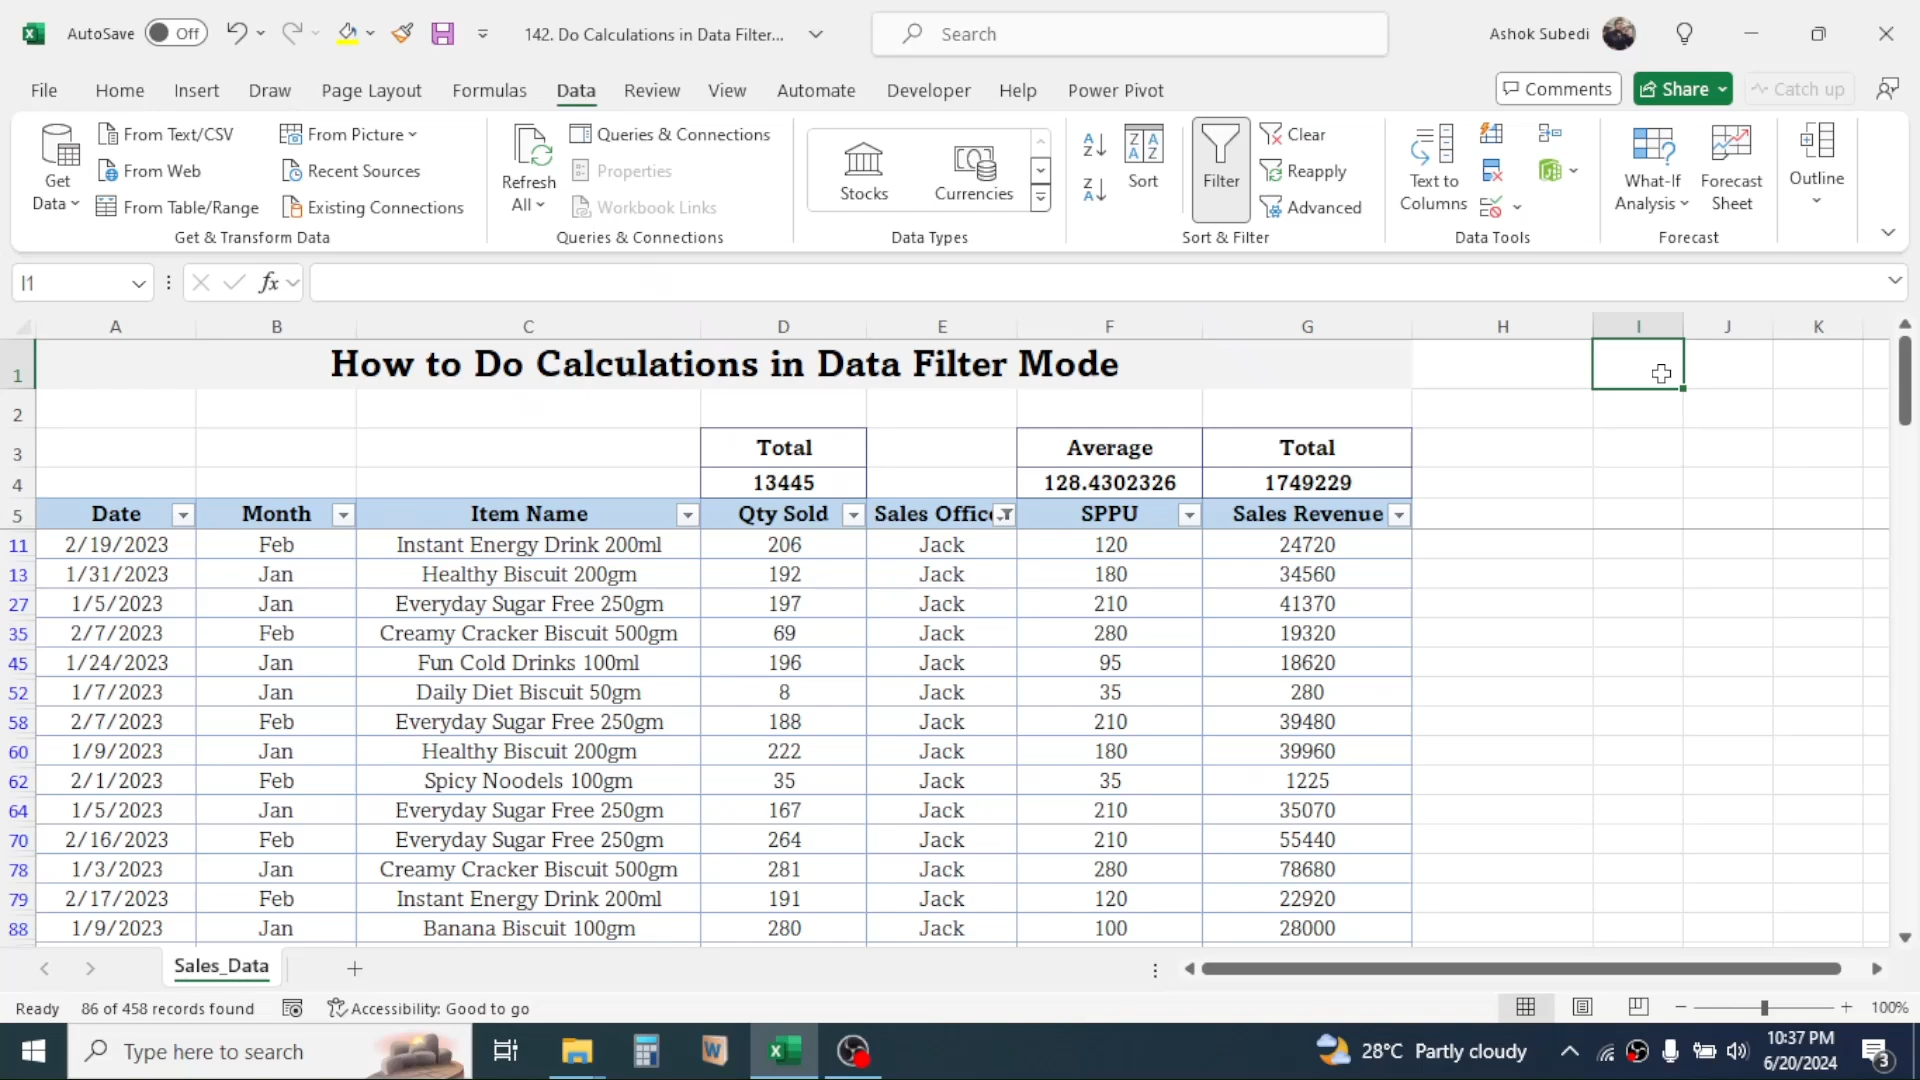 AutoSave Off 142. Do Calculations in Data Filter... Search Ashok Subedi
File Home Insert Draw Page Layout Formulas Data Review View Automate Developer Help Power Pivot Comments Share Catch up
Get Data From Text/CSV From Picture Refresh All Queries & Connections Stocks Currencies Sort Filter Clear Text to Columns What-If Analysis Forecast Sheet Outline
From Web Recent Sources Properties Reapply
From Table/Range Existing Connections Workbook Links Advanced
Get & Transform Data Queries & Connections Data Types Sort & Filter Data Tools Forecast
I1 fx
A B C D E F G H I J K
1 How to Do Calculations in Data Filter Mode
2
3 Total Average Total
4 13445 128.4302326 1749229
5 Date Month Item Name Qty Sold Sales Offic SPPU Sales Revenue
11 2/19/2023 Feb Instant Energy Drink 200ml 206 Jack 120 24720
13 1/31/2023 Jan Healthy Biscuit 200gm 192 Jack 180 34560
27 1/5/2023 Jan Everyday Sugar Free 250gm 197 Jack 210 41370
35 2/7/2023 Feb Creamy Cracker Biscuit 500gm 69 Jack 280 19320
45 1/24/2023 Jan Fun Cold Drinks 100ml 196 Jack 95 18620
52 1/7/2023 Jan Daily Diet Biscuit 50gm 8 Jack 35 280
58 2/7/2023 Feb Everyday Sugar Free 250gm 188 Jack 210 39480
60 1/9/2023 Jan Healthy Biscuit 200gm 222 Jack 180 39960
62 2/1/2023 Feb Spicy Noodels 100gm 35 Jack 35 1225
64 1/5/2023 Jan Everyday Sugar Free 250gm 167 Jack 210 35070
70 2/16/2023 Feb Everyday Sugar Free 250gm 264 Jack 210 55440
78 1/3/2023 Jan Creamy Cracker Biscuit 500gm 281 Jack 280 78680
79 2/17/2023 Feb Instant Energy Drink 200ml 191 Jack 120 22920
88 1/9/2023 Jan Banana Biscuit 100gm 280 Jack 100 28000
Sales_Data
Ready 86 of 458 records found Accessibility: Good to go 100%
Type here to search 28°C Partly cloudy 10:37 PM
6/20/2024 3